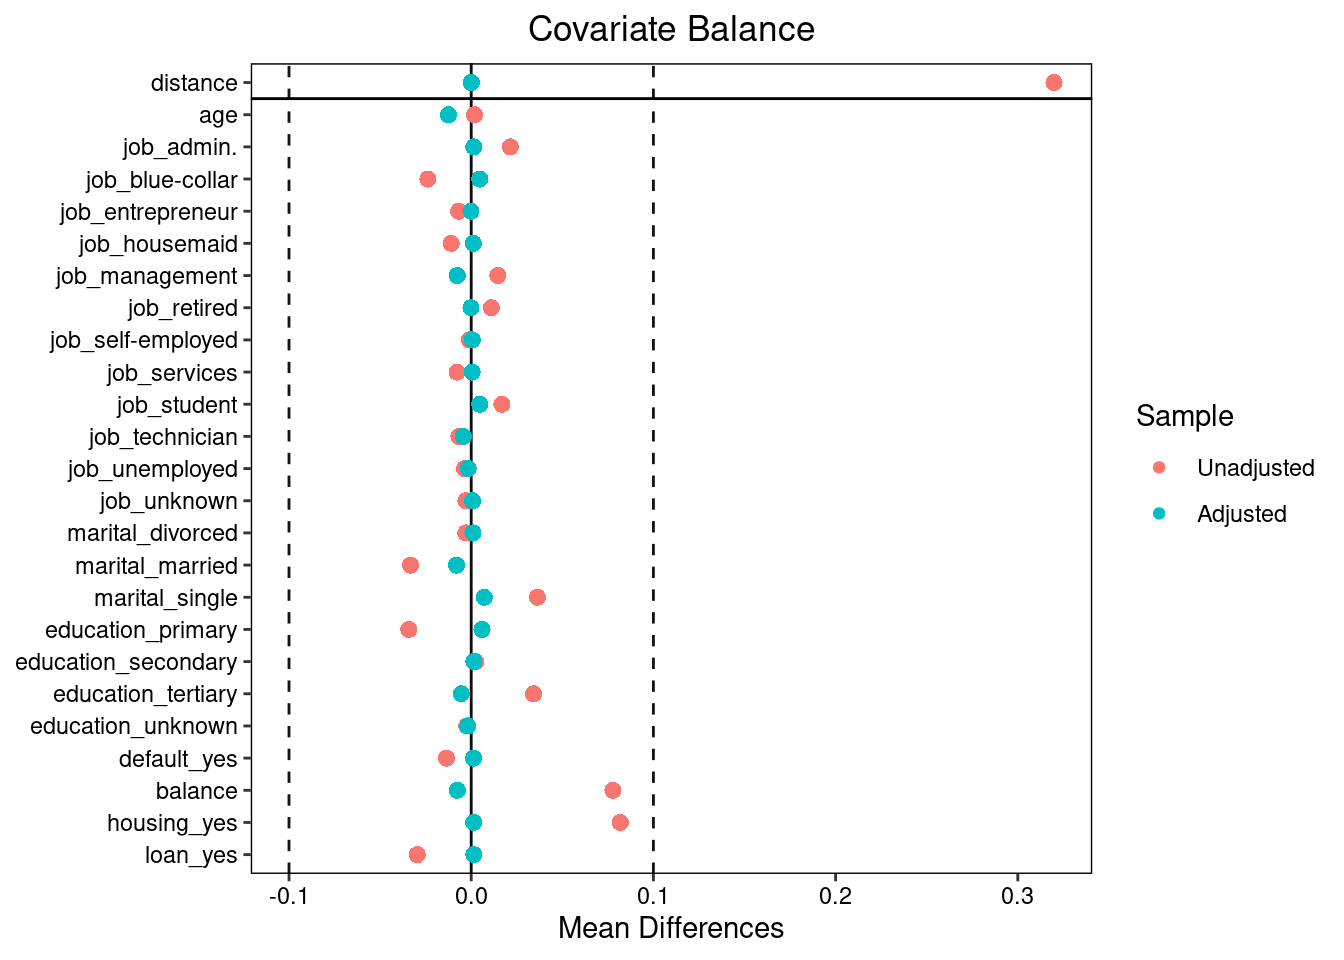 Covariate Balance
distance
age
job_admin.
job_blue-collar
job_entrepreneur
job_housemaid
job_management
job_retired
job_self-employed
job_services
job_student
job_technician
job_unemployed
job_unknown
marital_divorced
marital_married
marital_single
education_primary
education_secondary
education_tertiary
education_unknown
default_yes
balance
housing_yes
loan_yes
-0.1 0.0 0.1 0.2 0.3
Mean Differences
Sample
Unadjusted
Adjusted